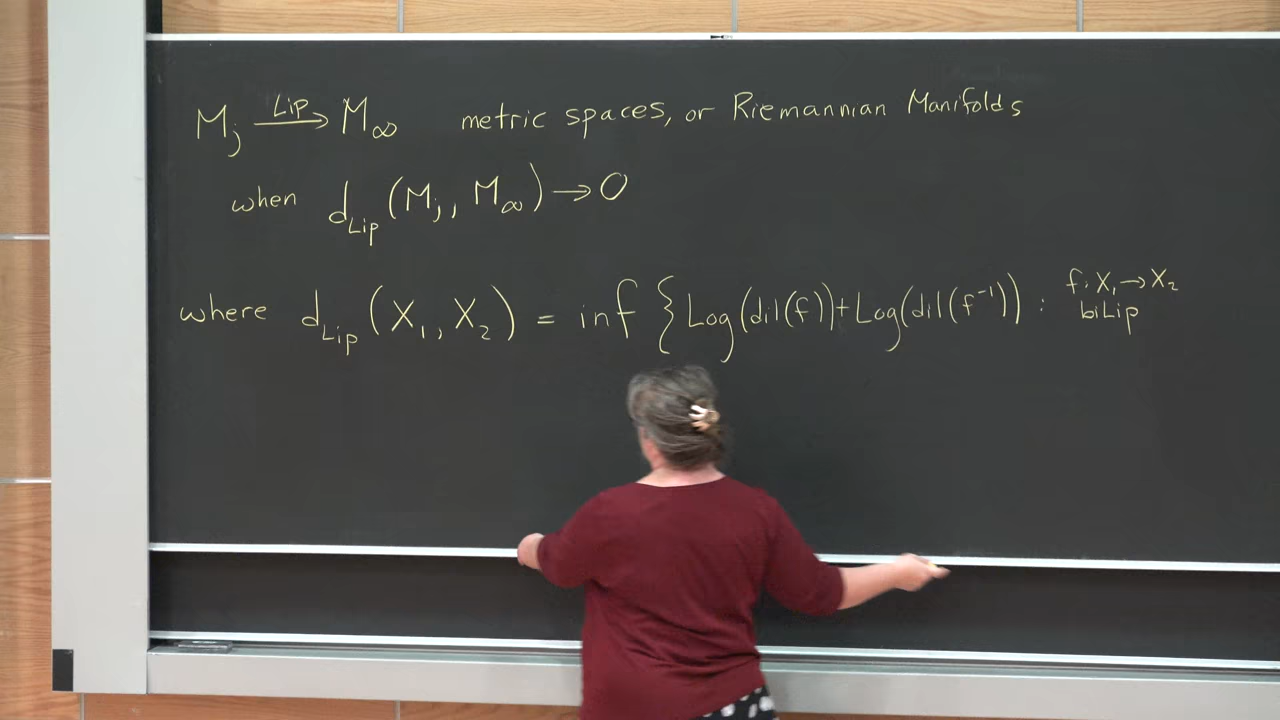 M_j —Lip→ M_∞ metric spaces, or Riemannian Manifolds
when d_Lip (M_j, M_∞) → 0
where d_Lip (X_1, X_2) = inf { Log(dil(f)) + Log(dil(f^{-1})) : f: X_1 → X_2
biLip